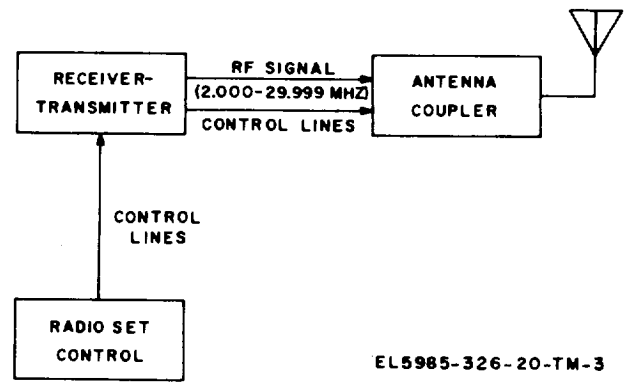 RECEIVER-
TRANSMITTER
RF SIGNAL
(2.000-29.999 MHZ)
CONTROL LINES
ANTENNA
COUPLER
CONTROL
LINES
RADIO SET
CONTROL
EL5985-326-20-TM-3